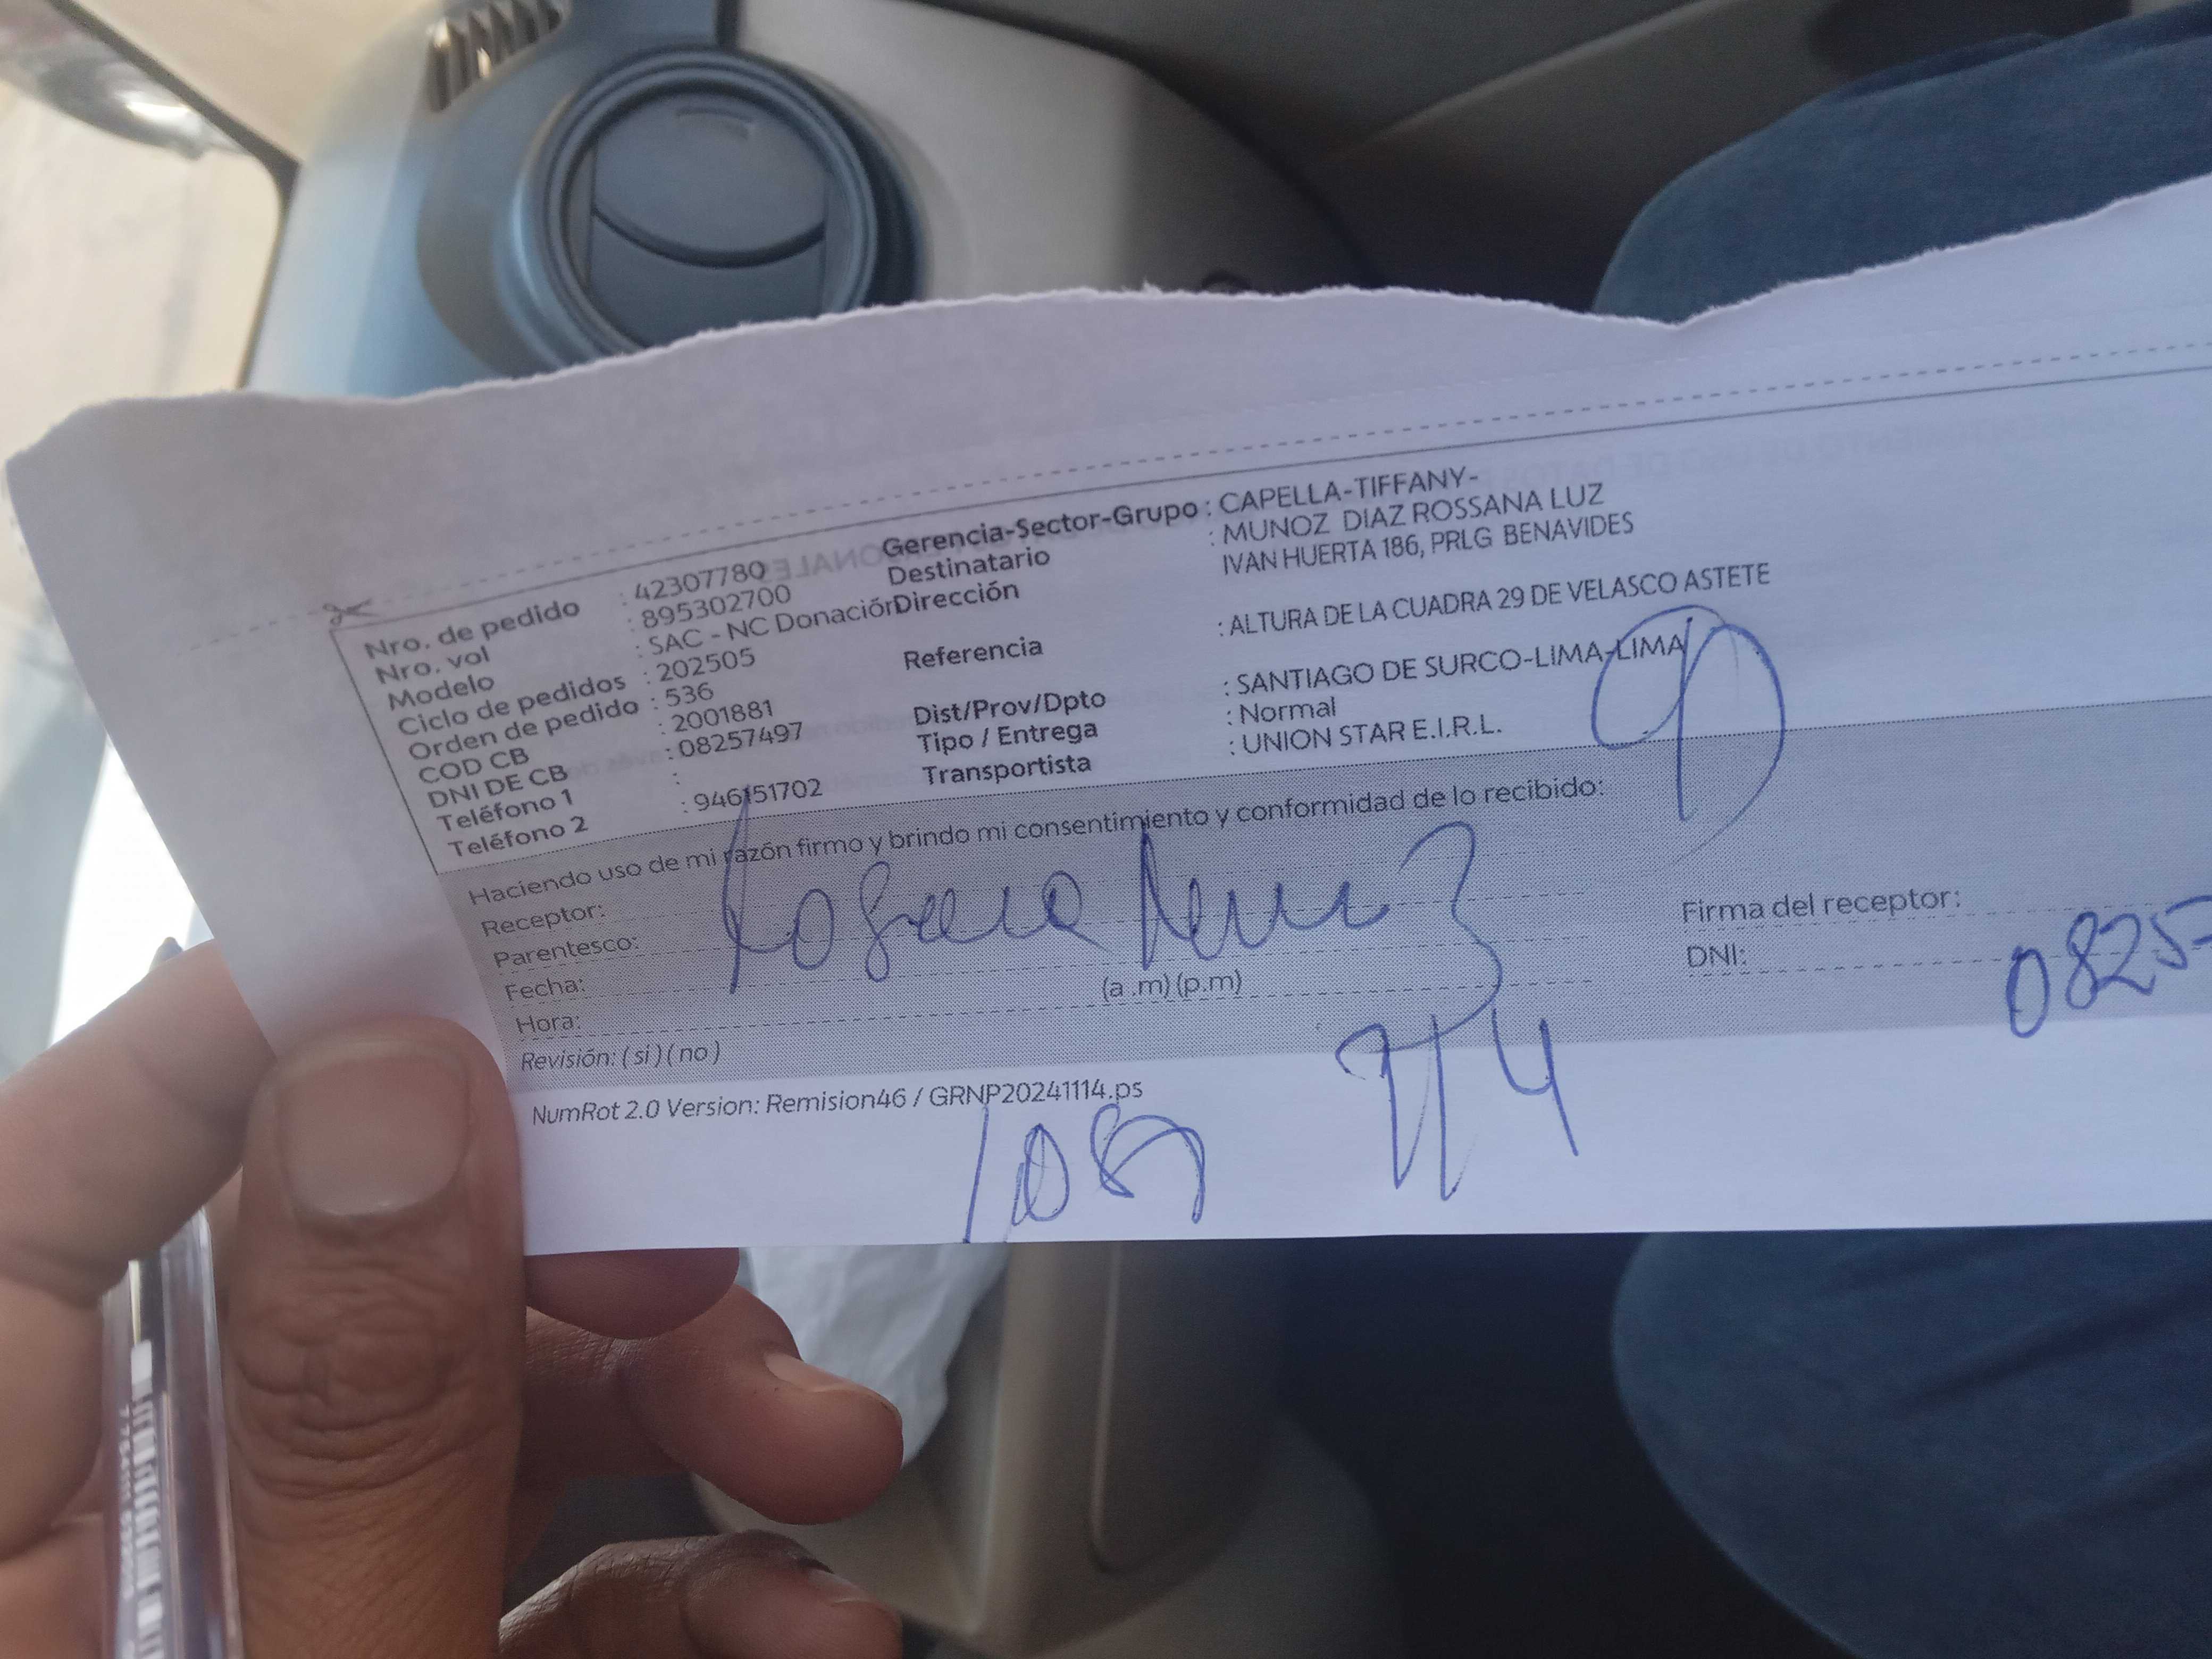 Nro. de pedido : 42307780
Nro. vol : 895302700
Modelo : SAC - NC Donación
Ciclo de pedidos : 202505
Orden de pedido : 536
COD CB : 2001881
DNI DE CB : 08257497
Teléfono 1 :
Teléfono 2 : 946151702
Gerencia-Sector-Grupo : CAPELLA-TIFFANY-
Destinatario : MUNOZ DIAZ ROSSANA LUZ
Dirección IVAN HUERTA 186, PRLG BENAVIDES
Referencia : ALTURA DE LA CUADRA 29 DE VELASCO ASTETE
Dist/Prov/Dpto : SANTIAGO DE SURCO-LIMA-LIMA
Tipo / Entrega : Normal
Transportista : UNION STAR E.I.R.L.
Haciendo uso de mi razón firmo y brindo mi consentimiento y conformidad de lo recibido:
Receptor:
Parentesco:
Fecha:
Hora: (a .m) (p.m)
Revisión: ( si ) ( no )
Firma del receptor:
DNI: 0825
NumRot 2.0 Version: Remision46 / GRNP20241114.ps